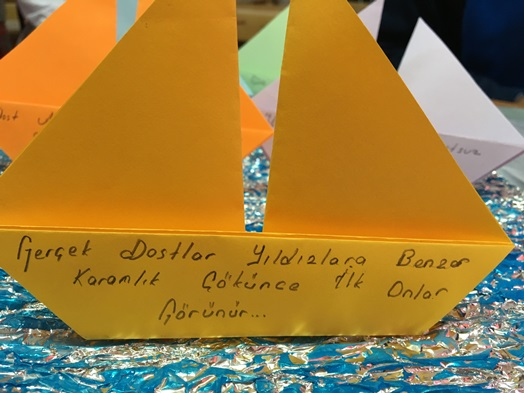 Gerçek Dostlar Yıldızlara Benzer
Karanlık Çökünce İlk Onlar
Görünür...